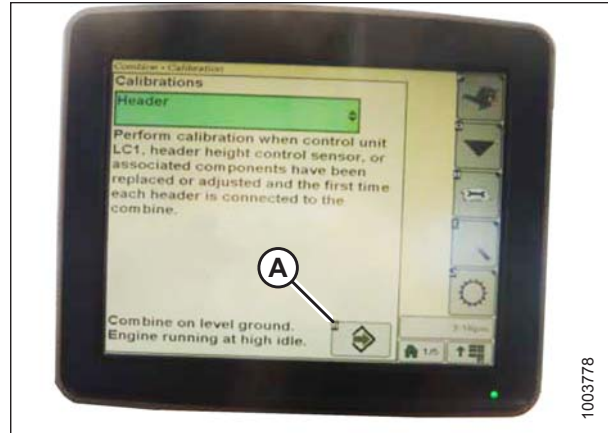 Combine - Calibration
Calibrations
Header
Perform calibration when control unit
LC1, header height control sensor, or
associated components have been
replaced or adjusted and the first time
each header is connected to the
combine.
A
Combine on level ground.
Engine running at high idle.
1/5
1003778